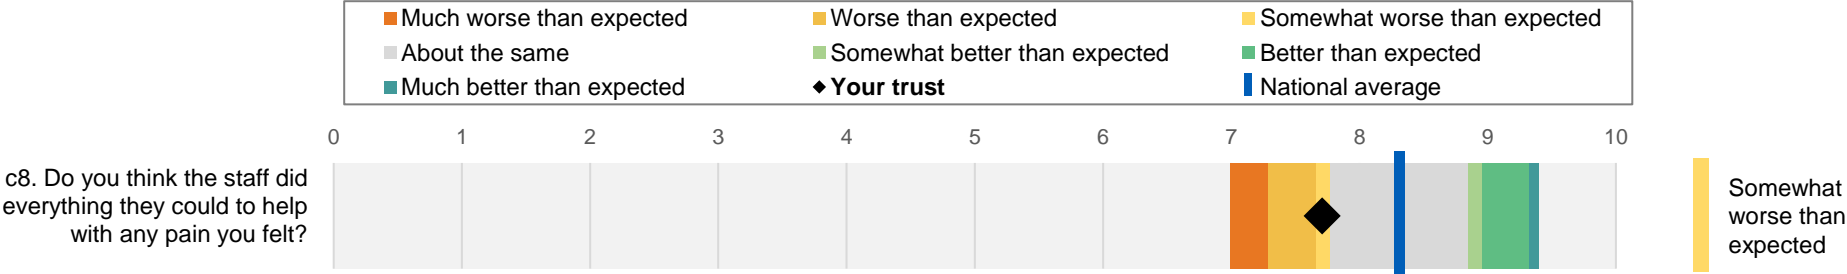 Much worse than expected
Worse than expected
Somewhat worse than expected
About the same
Somewhat better than expected
Better than expected
Much better than expected
Your trust
National average
0 1 2 3 4 5 6 7 8 9 10
c8. Do you think the staff did
everything they could to help
with any pain you felt?
Somewhat
worse than
expected